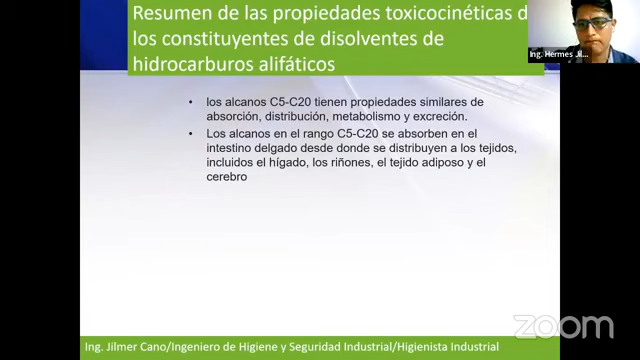 Resumen de las propiedades toxicocinéticas d
los constituyentes de disolventes de
hidrocarburos alifáticos
Ing. Hermes Jil...
• los alcanos C5-C20 tienen propiedades similares de
absorción, distribución, metabolismo y excreción.
• Los alcanos en el rango C5-C20 se absorben en el
intestino delgado desde donde se distribuyen a los tejidos,
incluidos el hígado, los riñones, el tejido adiposo y el
cerebro
zoom
Ing. Jilmer Cano/Ingeniero de Higiene y Seguridad Industrial/Higienista Industrial